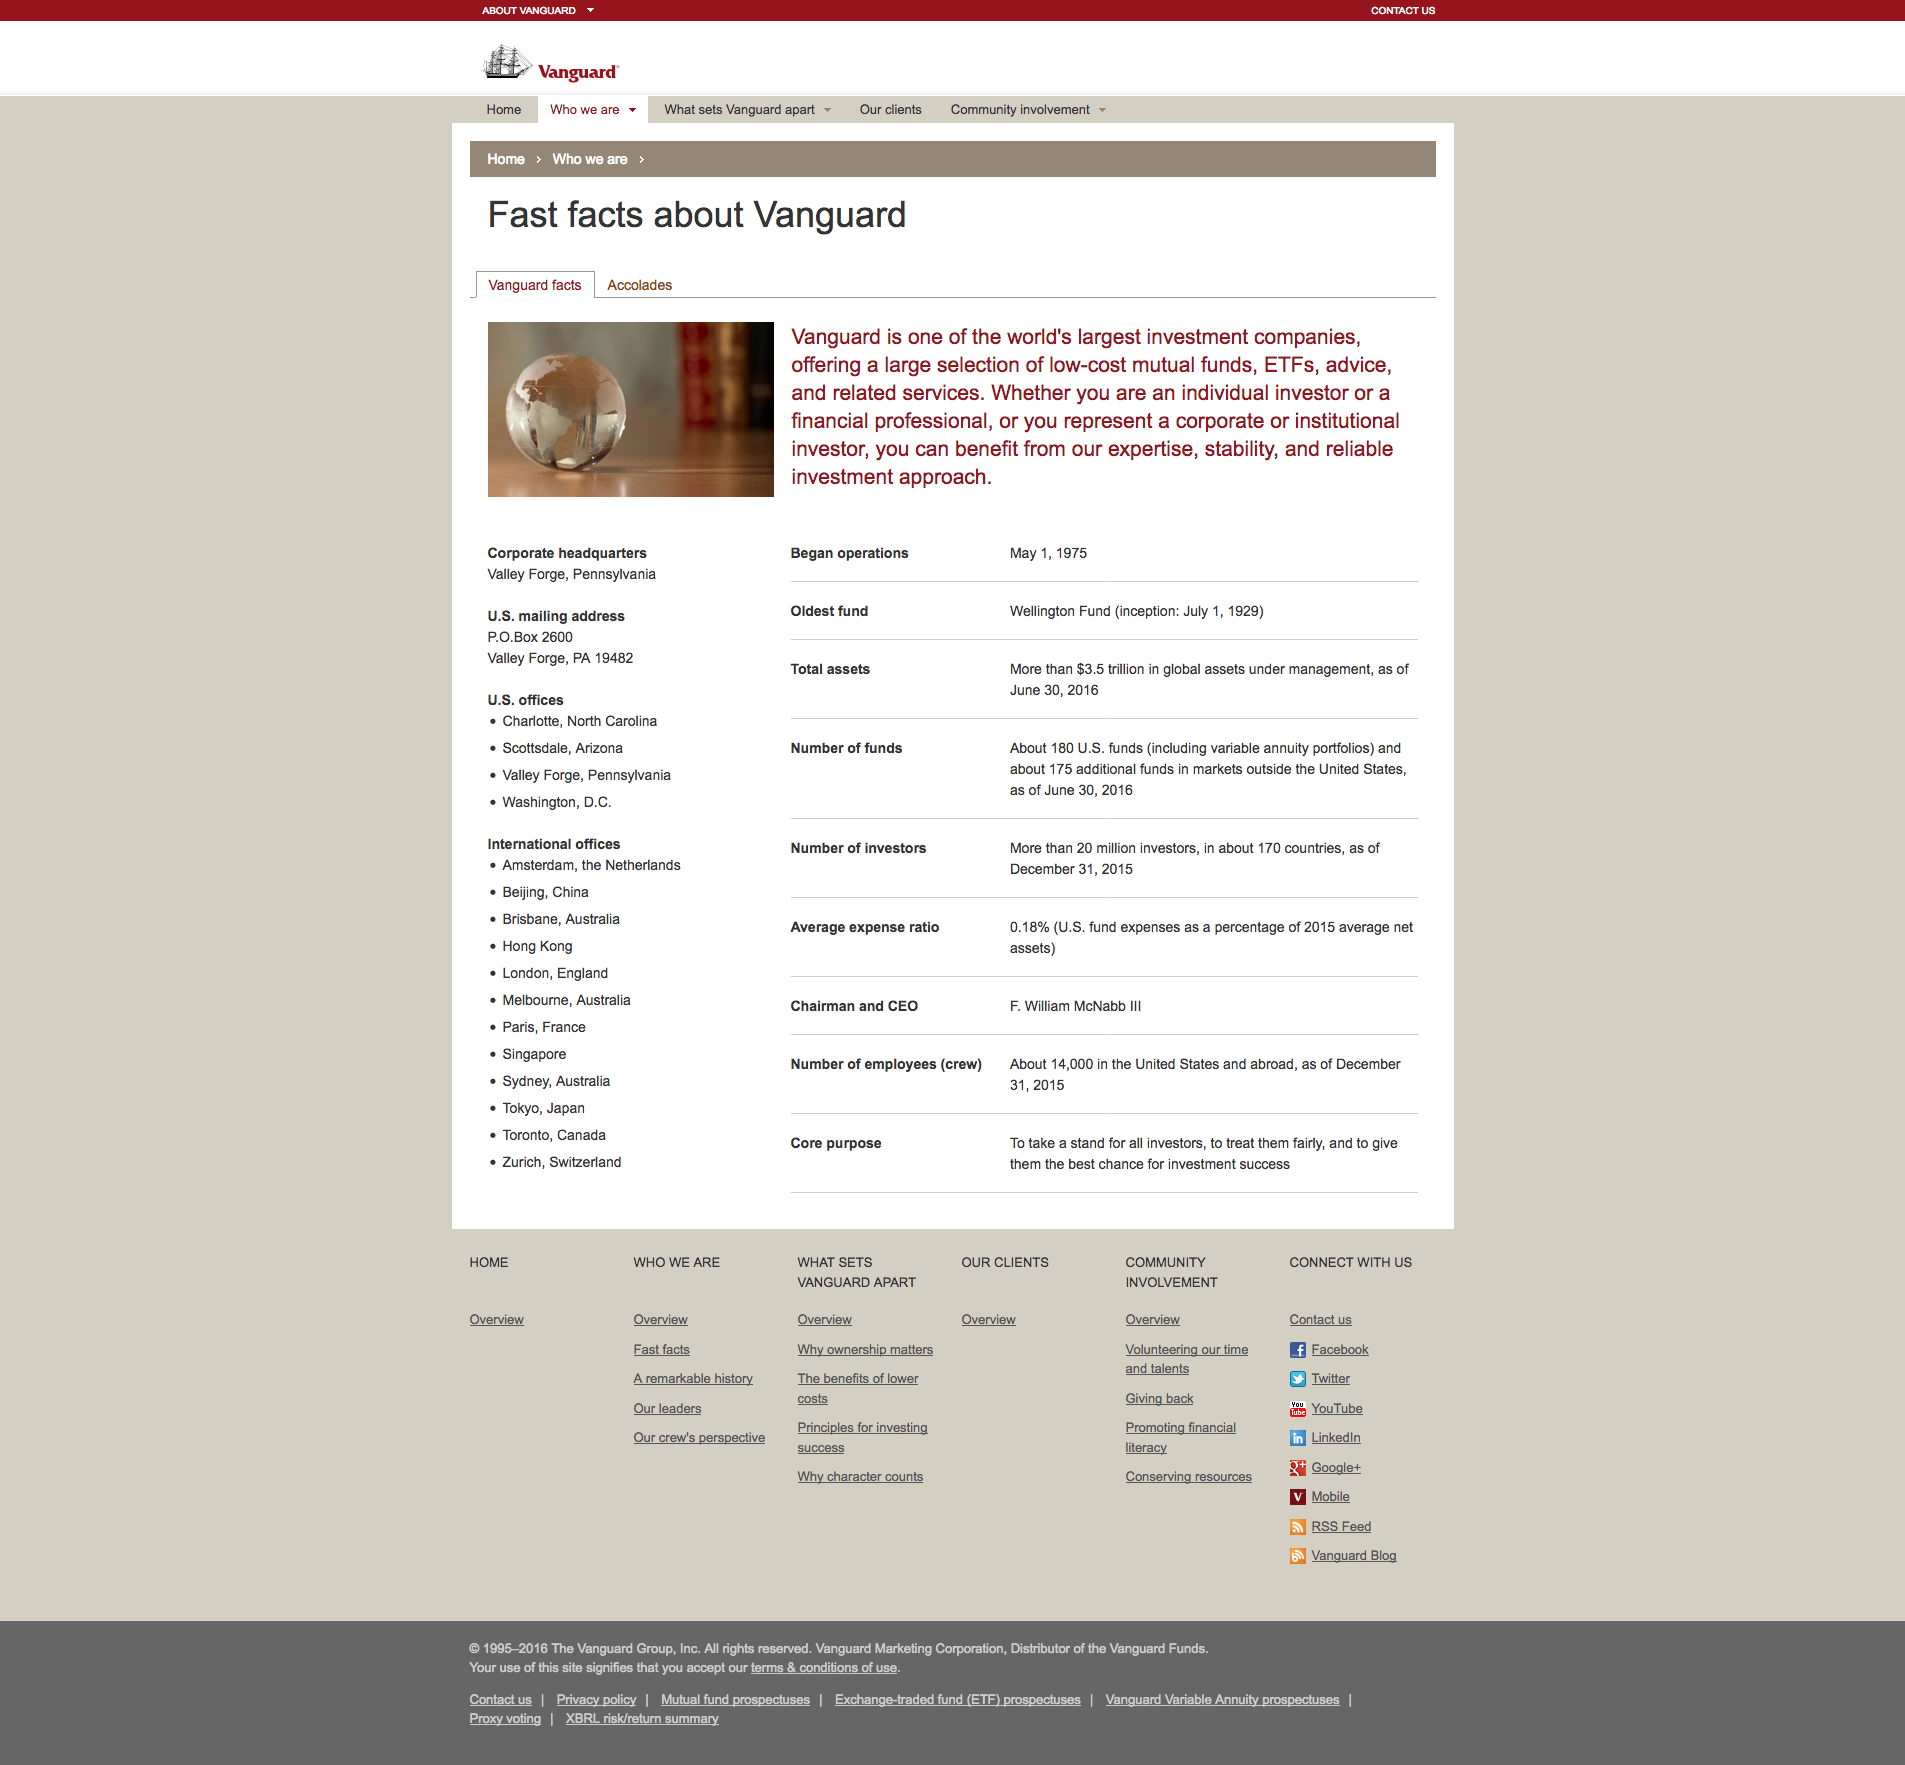 ABOUT VANGUARD
CONTACT US
Vanguard®
Home
Who we are
What sets Vanguard apart
Our clients
Community involvement
Home › Who we are ›
Fast facts about Vanguard
Vanguard facts
Accolades
Vanguard is one of the world's largest investment companies,
offering a large selection of low-cost mutual funds, ETFs, advice,
and related services. Whether you are an individual investor or a
financial professional, or you represent a corporate or institutional
investor, you can benefit from our expertise, stability, and reliable
investment approach.
Corporate headquarters
Valley Forge, Pennsylvania
U.S. mailing address
P.O.Box 2600
Valley Forge, PA 19482
U.S. offices
• Charlotte, North Carolina
• Scottsdale, Arizona
• Valley Forge, Pennsylvania
• Washington, D.C.
International offices
• Amsterdam, the Netherlands
• Beijing, China
• Brisbane, Australia
• Hong Kong
• London, England
• Melbourne, Australia
• Paris, France
• Singapore
• Sydney, Australia
• Tokyo, Japan
• Toronto, Canada
• Zurich, Switzerland
Began operations
May 1, 1975
Oldest fund
Wellington Fund (inception: July 1, 1929)
Total assets
More than $3.5 trillion in global assets under management, as of
June 30, 2016
Number of funds
About 180 U.S. funds (including variable annuity portfolios) and
about 175 additional funds in markets outside the United States,
as of June 30, 2016
Number of investors
More than 20 million investors, in about 170 countries, as of
December 31, 2015
Average expense ratio
0.18% (U.S. fund expenses as a percentage of 2015 average net
assets)
Chairman and CEO
F. William McNabb III
Number of employees (crew)
About 14,000 in the United States and abroad, as of December
31, 2015
Core purpose
To take a stand for all investors, to treat them fairly, and to give
them the best chance for investment success
HOME
Overview
WHO WE ARE
Overview
Fast facts
A remarkable history
Our leaders
Our crew's perspective
WHAT SETS
VANGUARD APART
Overview
Why ownership matters
The benefits of lower
costs
Principles for investing
success
Why character counts
OUR CLIENTS
Overview
COMMUNITY
INVOLVEMENT
Overview
Volunteering our time
and talents
Giving back
Promoting financial
literacy
Conserving resources
CONNECT WITH US
Contact us
Facebook
Twitter
YouTube
LinkedIn
Google+
Mobile
RSS Feed
Vanguard Blog
© 1995–2016 The Vanguard Group, Inc. All rights reserved. Vanguard Marketing Corporation, Distributor of the Vanguard Funds.
Your use of this site signifies that you accept our terms & conditions of use.
Contact us | Privacy policy | Mutual fund prospectuses | Exchange-traded fund (ETF) prospectuses | Vanguard Variable Annuity prospectuses |
Proxy voting | XBRL risk/return summary